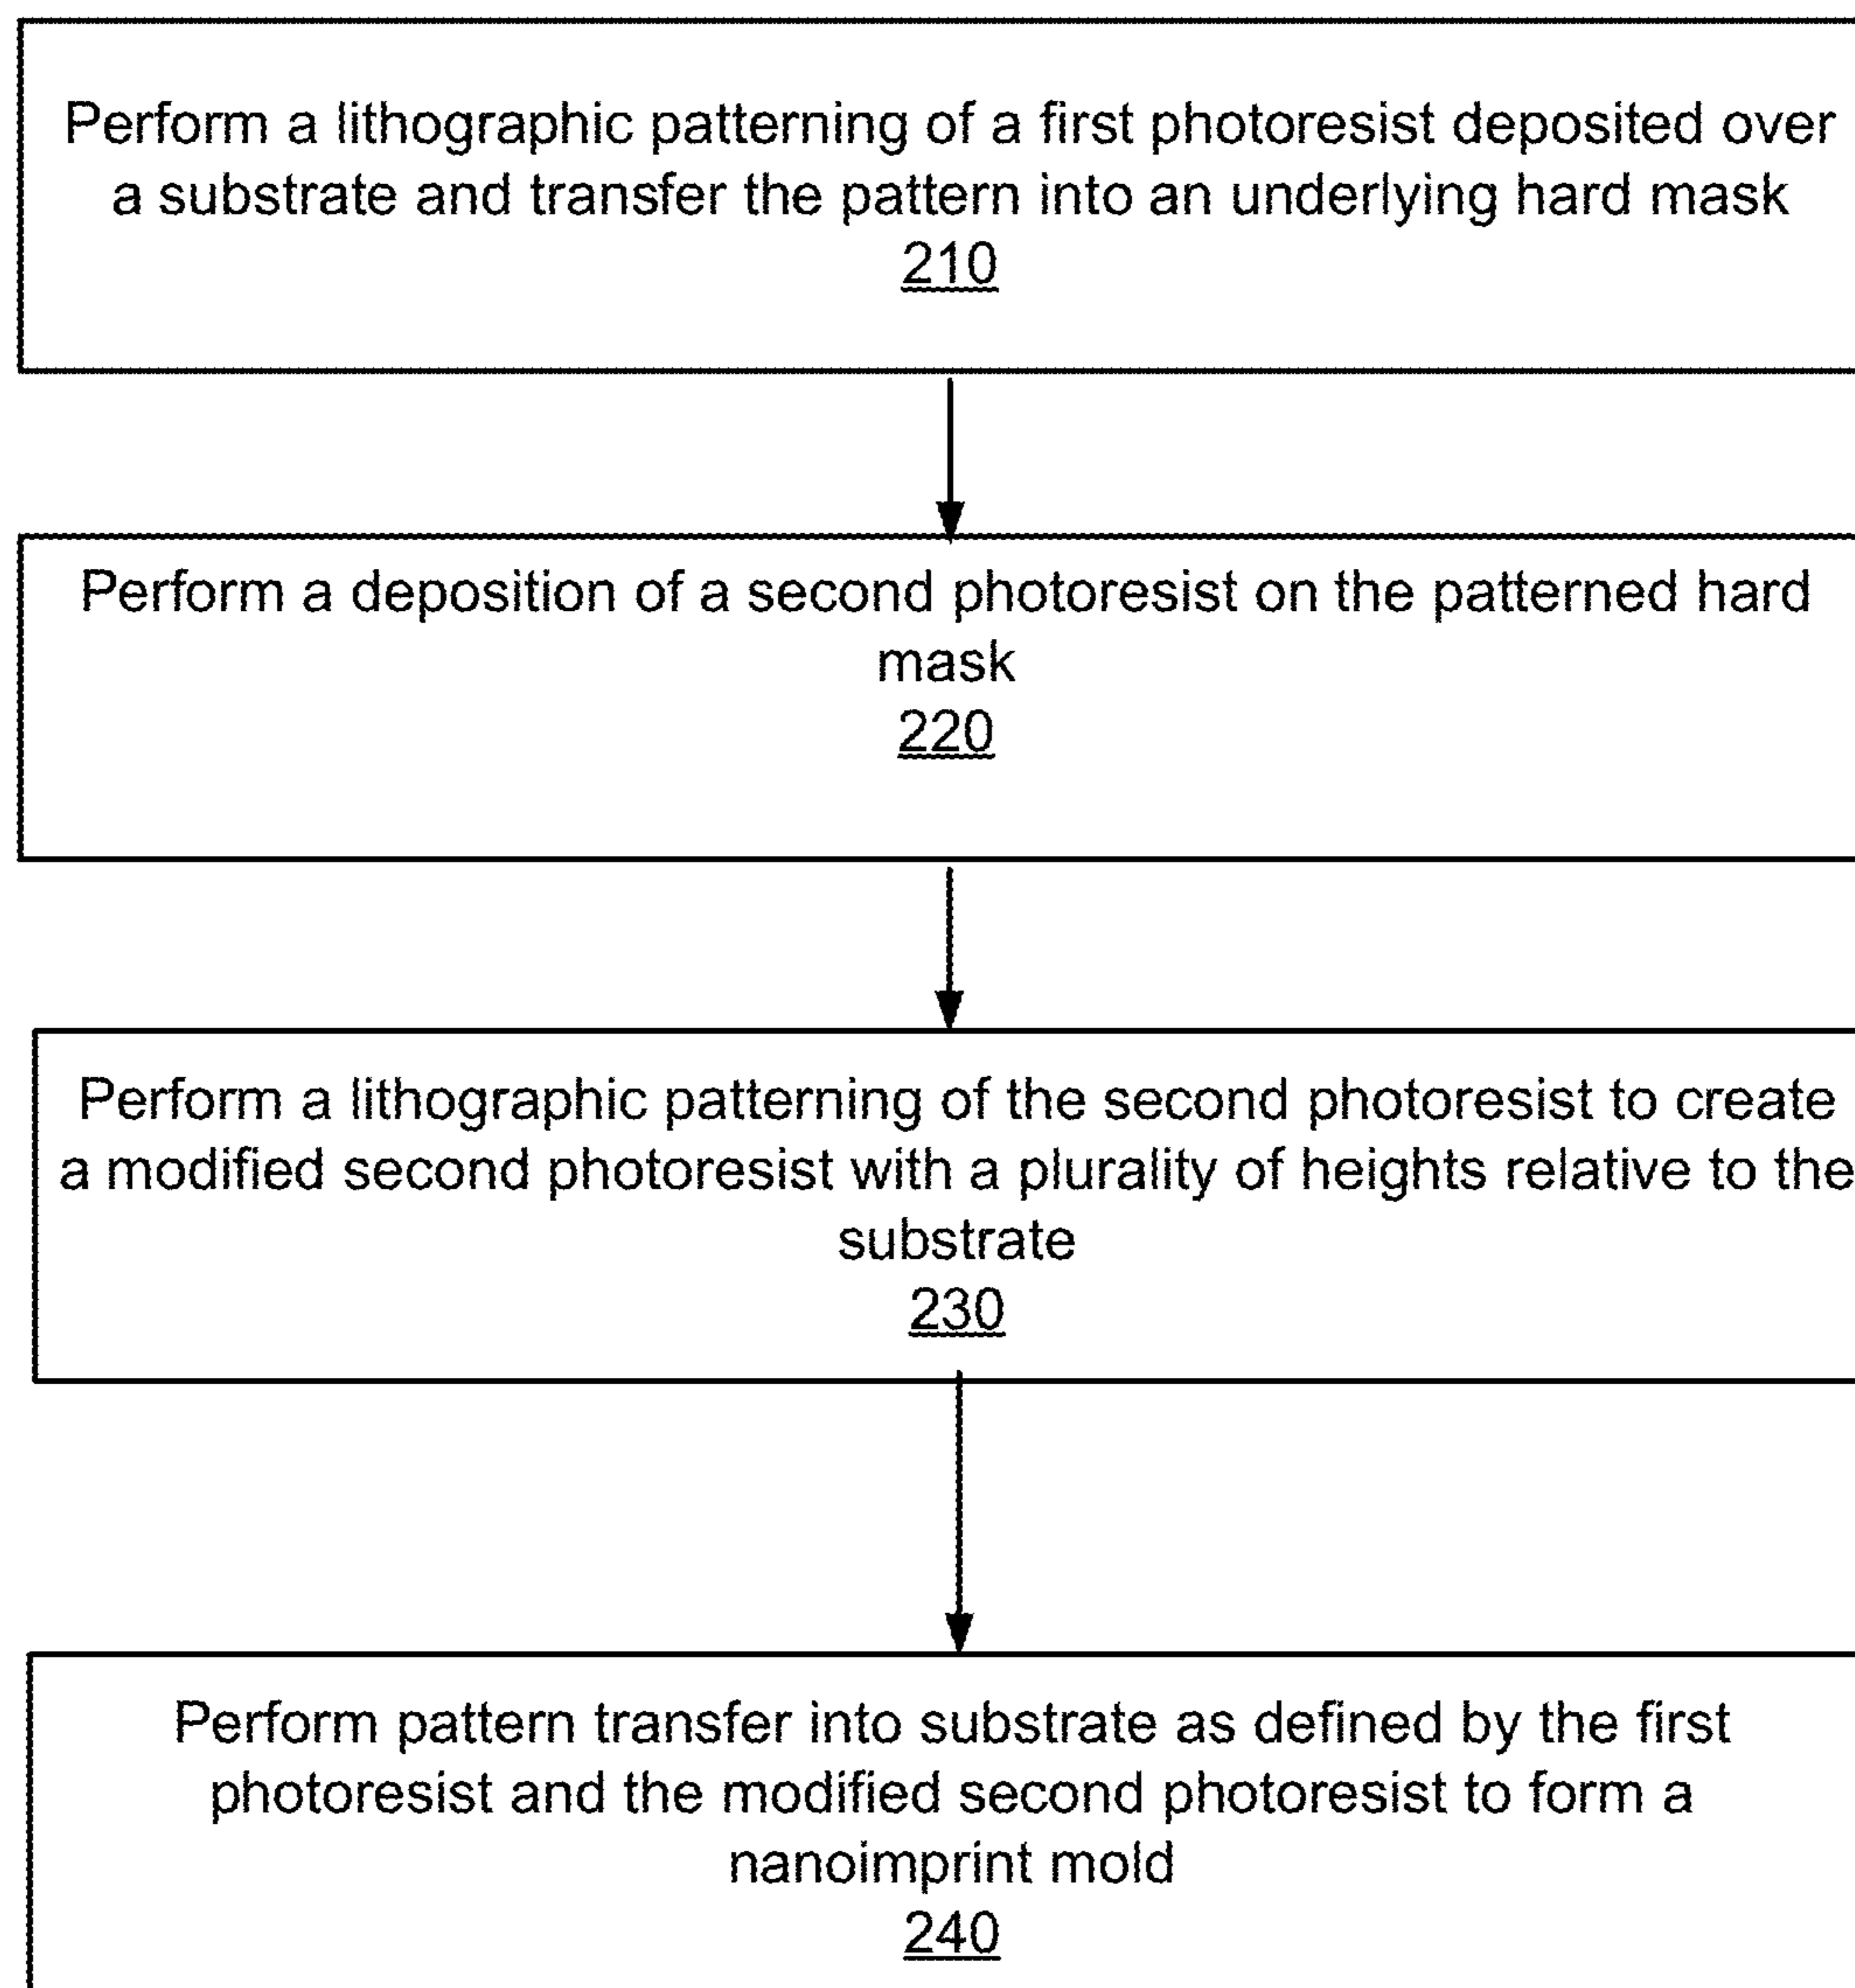 Perform a lithographic patterning of a first photoresist deposited over
a substrate and transfer the pattern into an underlying hard mask
210
Perform a deposition of a second photoresist on the patterned hard
mask
220
Perform a lithographic patterning of the second photoresist to create
a modified second photoresist with a plurality of heights relative to the
substrate
230
Perform pattern transfer into substrate as defined by the first
photoresist and the modified second photoresist to form a
nanoimprint mold
240